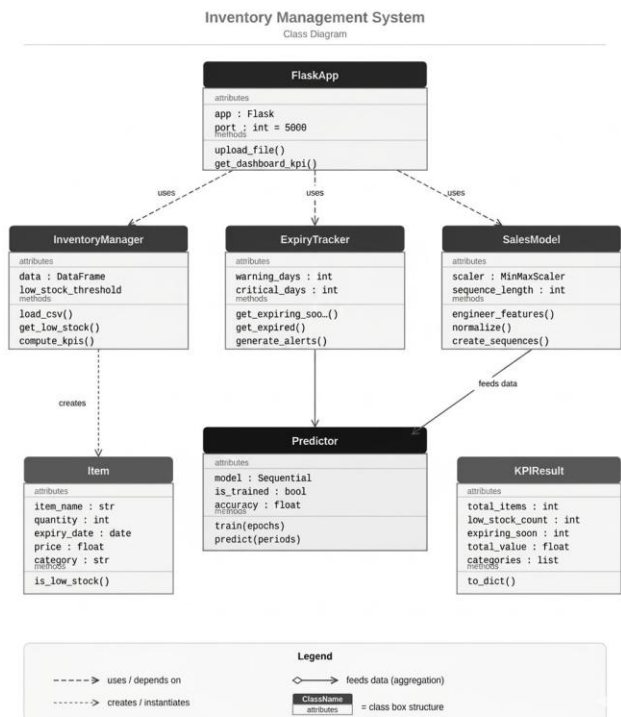 Inventory Management System
Class Diagram
FlaskApp
attributes
app : Flask
port : int = 5000
methods
upload_file()
get_dashboard_kpi()
uses
uses
uses
InventoryManager
attributes
data : DataFrame
low_stock_threshold
methods
load_csv()
get_low_stock()
compute_kpis()
ExpiryTracker
attributes
warning_days : int
critical_days : int
methods
get_expiring_soo…()
get_expired()
generate_alerts()
SalesModel
attributes
scaler : MinMaxScaler
sequence_length : int
methods
engineer_features()
normalize()
create_sequences()
creates
feeds data
Item
attributes
item_name : str
quantity : int
expiry_date : date
price : float
category : str
methods
is_low_stock()
Predictor
attributes
model : Sequential
is_trained : bool
accuracy : float
methods
train(epochs)
predict(periods)
KPIResult
attributes
total_items : int
low_stock_count : int
expiring_soon : int
total_value : float
categories : list
methods
to_dict()
Legend
uses / depends on
feeds data (aggregation)
creates / instantiates
ClassName
attributes
= class box structure